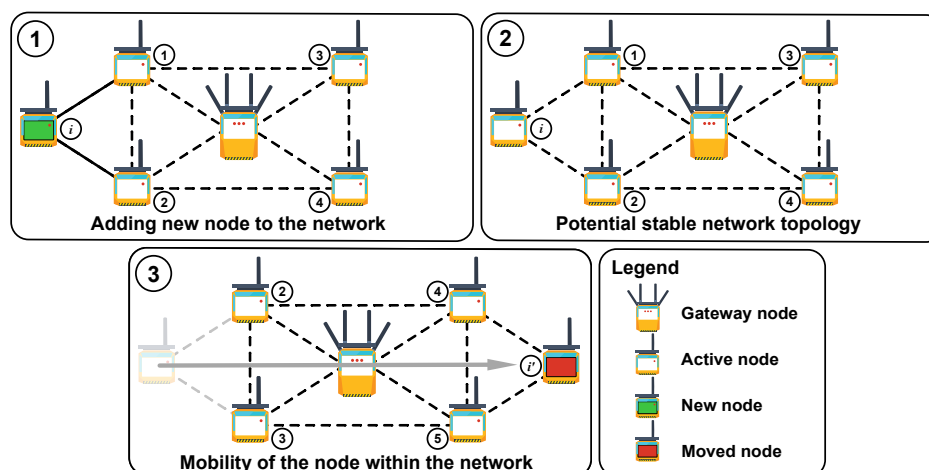 1
1
3
i
2
4
Adding new node to the network
2
1
3
i
2
4
Potential stable network topology
3
2
4
i'
3
5
Mobility of the node within the network
Legend
Gateway node
Active node
New node
Moved node